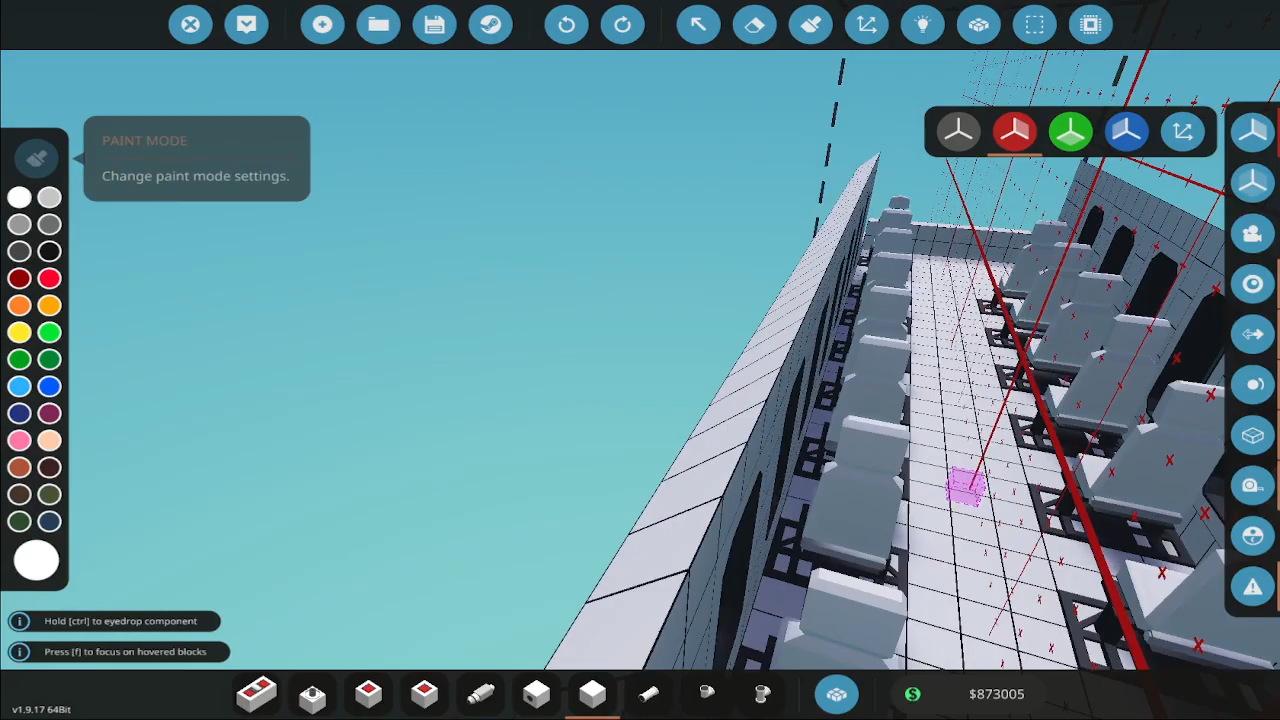 PAINT MODE
Change paint mode settings.
Hold [ctrl] to eyedrop component
Press [f] to focus on hovered blocks
$873005
v1.9.17 64Bit